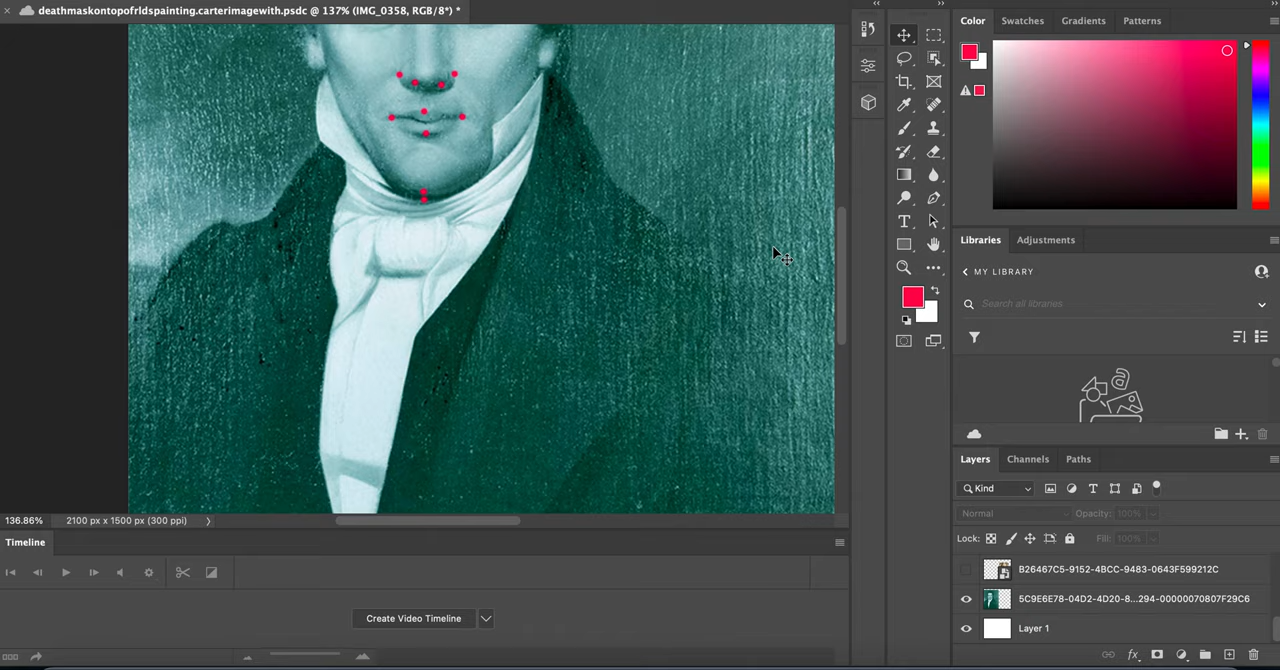 deathmaskontopofrldspainting.carterimagewith.psdc @ 137% (IMG_0358, RGB/8*) *
Color
Swatches
Gradients
Patterns
Libraries
Adjustments
MY LIBRARY
Search all libraries
Layers
Channels
Paths
Kind
Normal
Opacity: 100%
Lock:
Fill: 100%
B26467C5-9152-4BCC-9483-0643F599212C
5C9E6E78-04D2-4D20-8...294-00000070807F29C6
Layer 1
136.86%
2100 px x 1500 px (300 ppi)
Timeline
Create Video Timeline